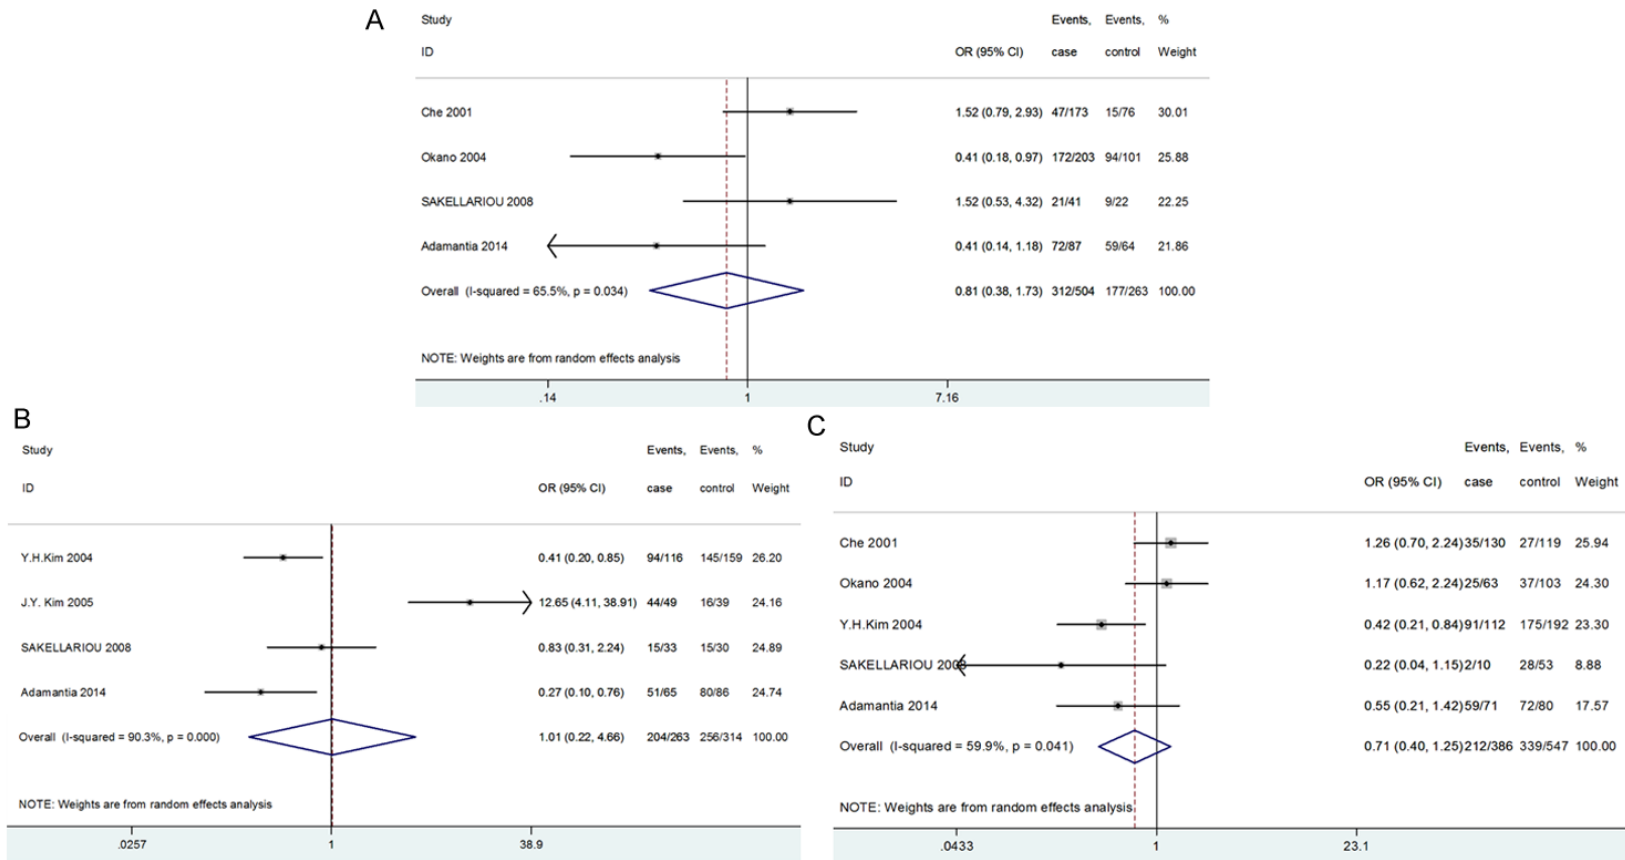 A
Study Events, Events, %
ID OR (95% CI) case control Weight
Che 2001 1.52 (0.79, 2.93) 47/173 15/76 30.01
Okano 2004 0.41 (0.18, 0.97) 172/203 94/101 25.88
SAKELLARIOU 2008 1.52 (0.53, 4.32) 21/41 9/22 22.25
Adamantia 2014 0.41 (0.14, 1.18) 72/87 59/64 21.86
Overall (I-squared = 65.5%, p = 0.034) 0.81 (0.38, 1.73) 312/504 177/263 100.00
NOTE: Weights are from random effects analysis
.14 1 7.16
B
Study Events, Events, %
ID OR (95% CI) case control Weight
Y.H.Kim 2004 0.41 (0.20, 0.85) 94/116 145/159 26.20
J.Y. Kim 2005 12.65 (4.11, 38.91) 44/49 16/39 24.16
SAKELLARIOU 2008 0.83 (0.31, 2.24) 15/33 15/30 24.89
Adamantia 2014 0.27 (0.10, 0.76) 51/65 80/86 24.74
Overall (I-squared = 90.3%, p = 0.000) 1.01 (0.22, 4.66) 204/263 256/314 100.00
NOTE: Weights are from random effects analysis
.0257 1 38.9
C
Study Events, Events, %
ID OR (95% CI) case control Weight
Che 2001 1.26 (0.70, 2.24) 35/130 27/119 25.94
Okano 2004 1.17 (0.62, 2.24) 25/63 37/103 24.30
Y.H.Kim 2004 0.42 (0.21, 0.84) 91/112 175/192 23.30
SAKELLARIOU 2008 0.22 (0.04, 1.15) 2/10 28/53 8.88
Adamantia 2014 0.55 (0.21, 1.42) 59/71 72/80 17.57
Overall (I-squared = 59.9%, p = 0.041) 0.71 (0.40, 1.25) 212/386 339/547 100.00
NOTE: Weights are from random effects analysis
.0433 1 23.1